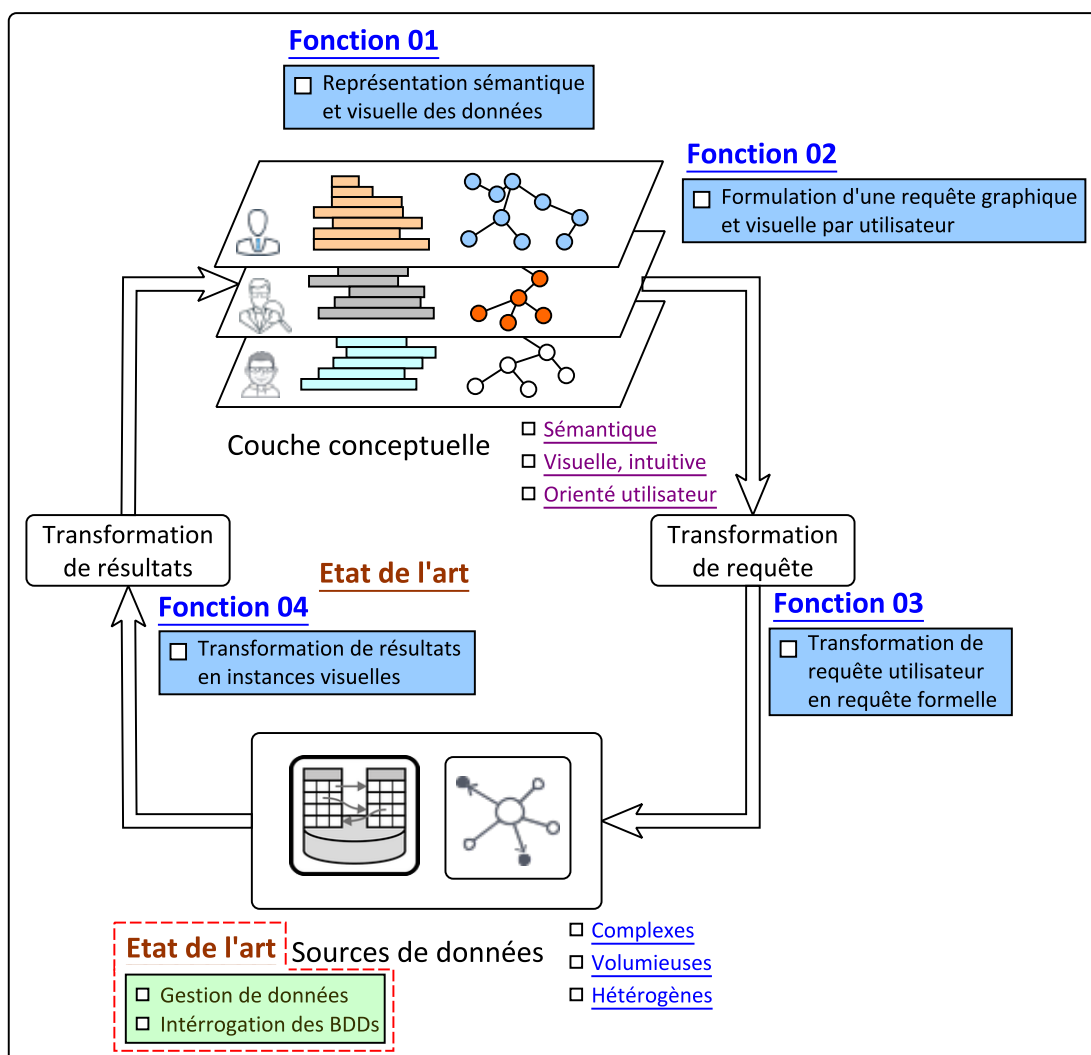 Fonction 01
Représentation sémantique
et visuelle des données
Fonction 02
Formulation d'une requête graphique
et visuelle par utilisateur
Couche conceptuelle
Sémantique
Visuelle, intuitive
Orienté utilisateur
Transformation
de résultats
Transformation
de requête
Etat de l'art
Fonction 04
Transformation de résultats
en instances visuelles
Fonction 03
Transformation de
requête utilisateur
en requête formelle
Etat de l'art
Sources de données
Complexes
Volumieuses
Hétérogènes
Gestion de données
Intérrogation des BDDs